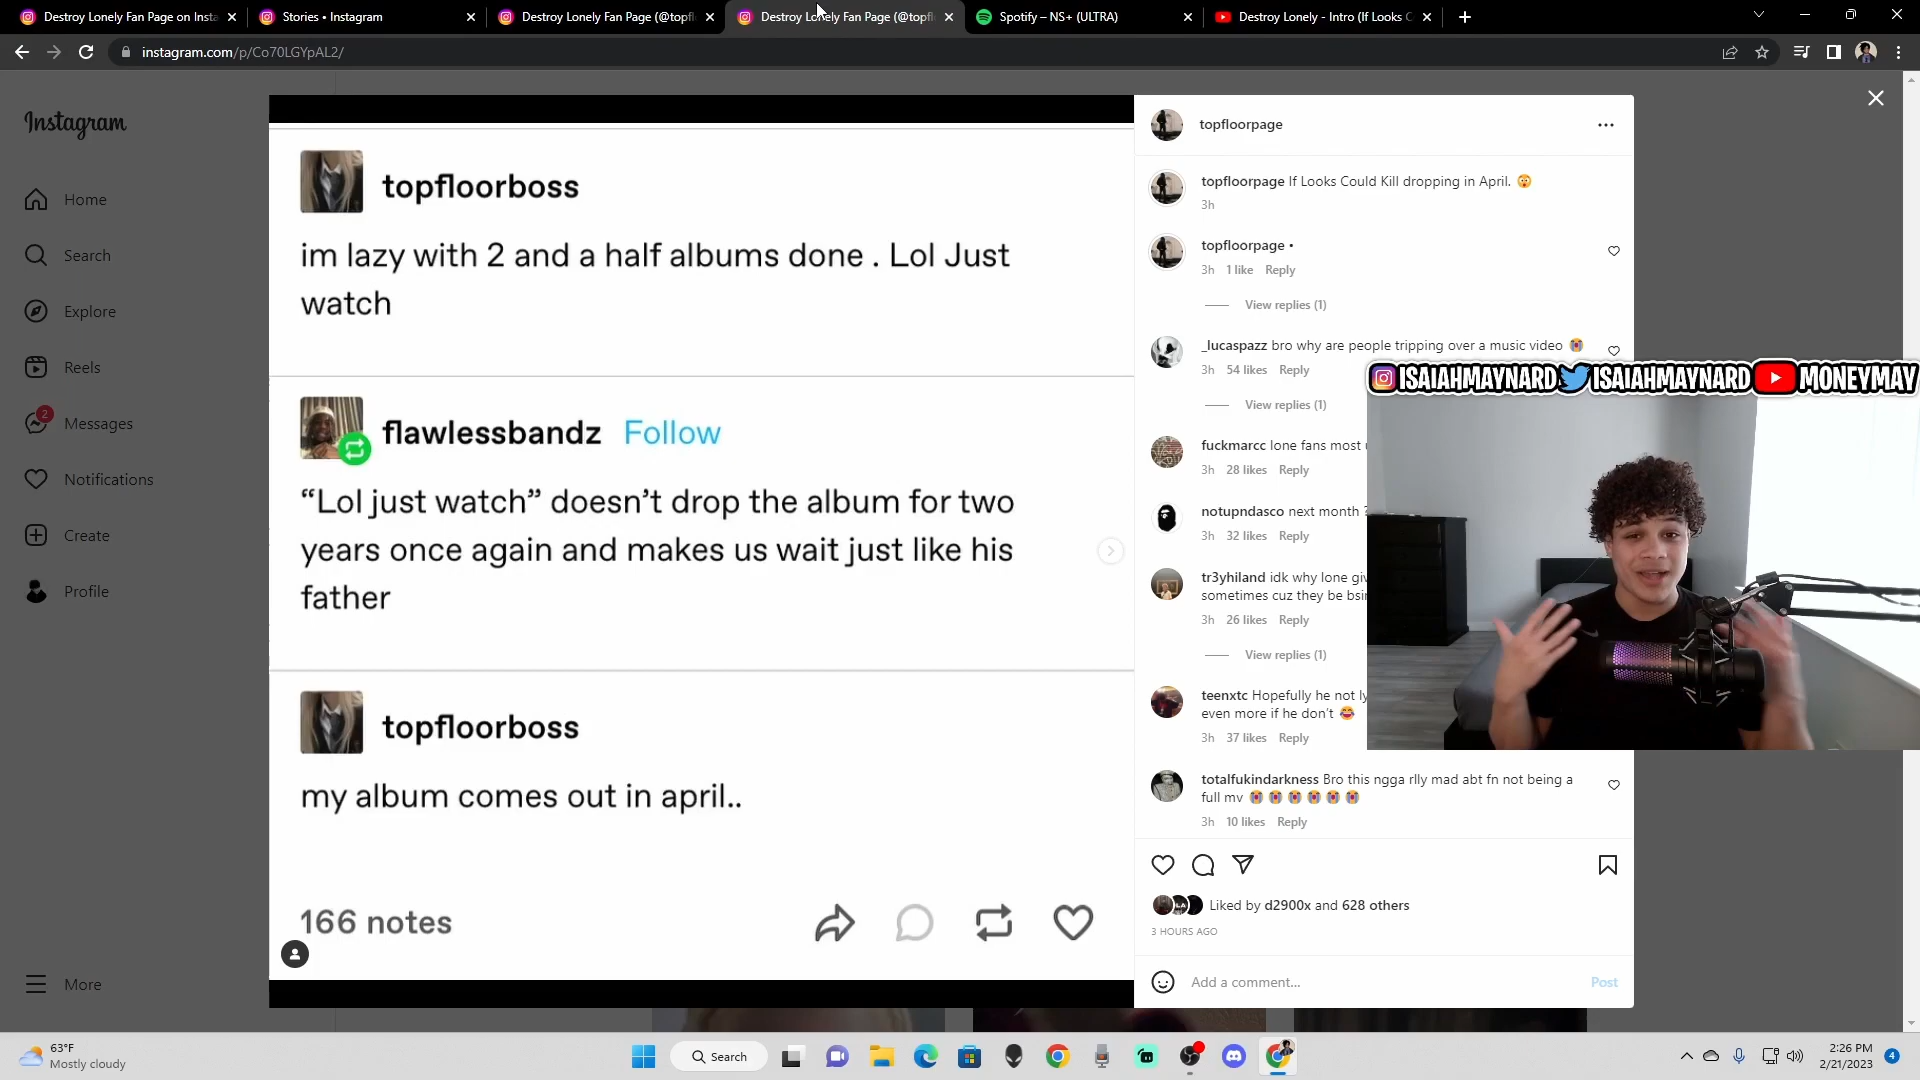 Destroy Lonely Fan Page on Insta
Stories • Instagram
Destroy Lonely Fan Page (@topfl
Destroy Lonely Fan Page (@topfl
Spotify – NS+ (ULTRA)
Destroy Lonely - Intro (If Looks C
instagram.com/p/Co70LGYpAL2/
Instagram
Home
Search
Explore
Reels
2
Messages
Notifications
Create
Profile
More
topfloorboss
im lazy with 2 and a half albums done . Lol Just
watch
flawlessbandz Follow
“Lol just watch” doesn’t drop the album for two
years once again and makes us wait just like his
father
topfloorboss
my album comes out in april..
166 notes
topfloorpage
topfloorpage If Looks Could Kill dropping in April. 😲
3h
topfloorpage •
3h 1 like Reply
View replies (1)
_lucaspazz bro why are people tripping over a music video 😭
3h 54 likes Reply
View replies (1)
fuckmarcc lone fans most
3h 28 likes Reply
notupndasco next month
3h 32 likes Reply
tr3yhiland idk why lone
sometimes cuz they be
3h 26 likes Reply
View replies (1)
teenxtc Hopefully he not
even more if he don’t 😂
3h 37 likes Reply
totalfukindarkness Bro this ngga rlly mad abt fn not being a
full mv 😭😭😭😭😭😭
3h 10 likes Reply
Liked by d2900x and 628 others
3 HOURS AGO
Add a comment...
Post
ISAIAHMAYNARD ISAIAHMAYNARD MONEYMAY
63°F
Mostly cloudy
Search
2:26 PM
2/21/2023
4